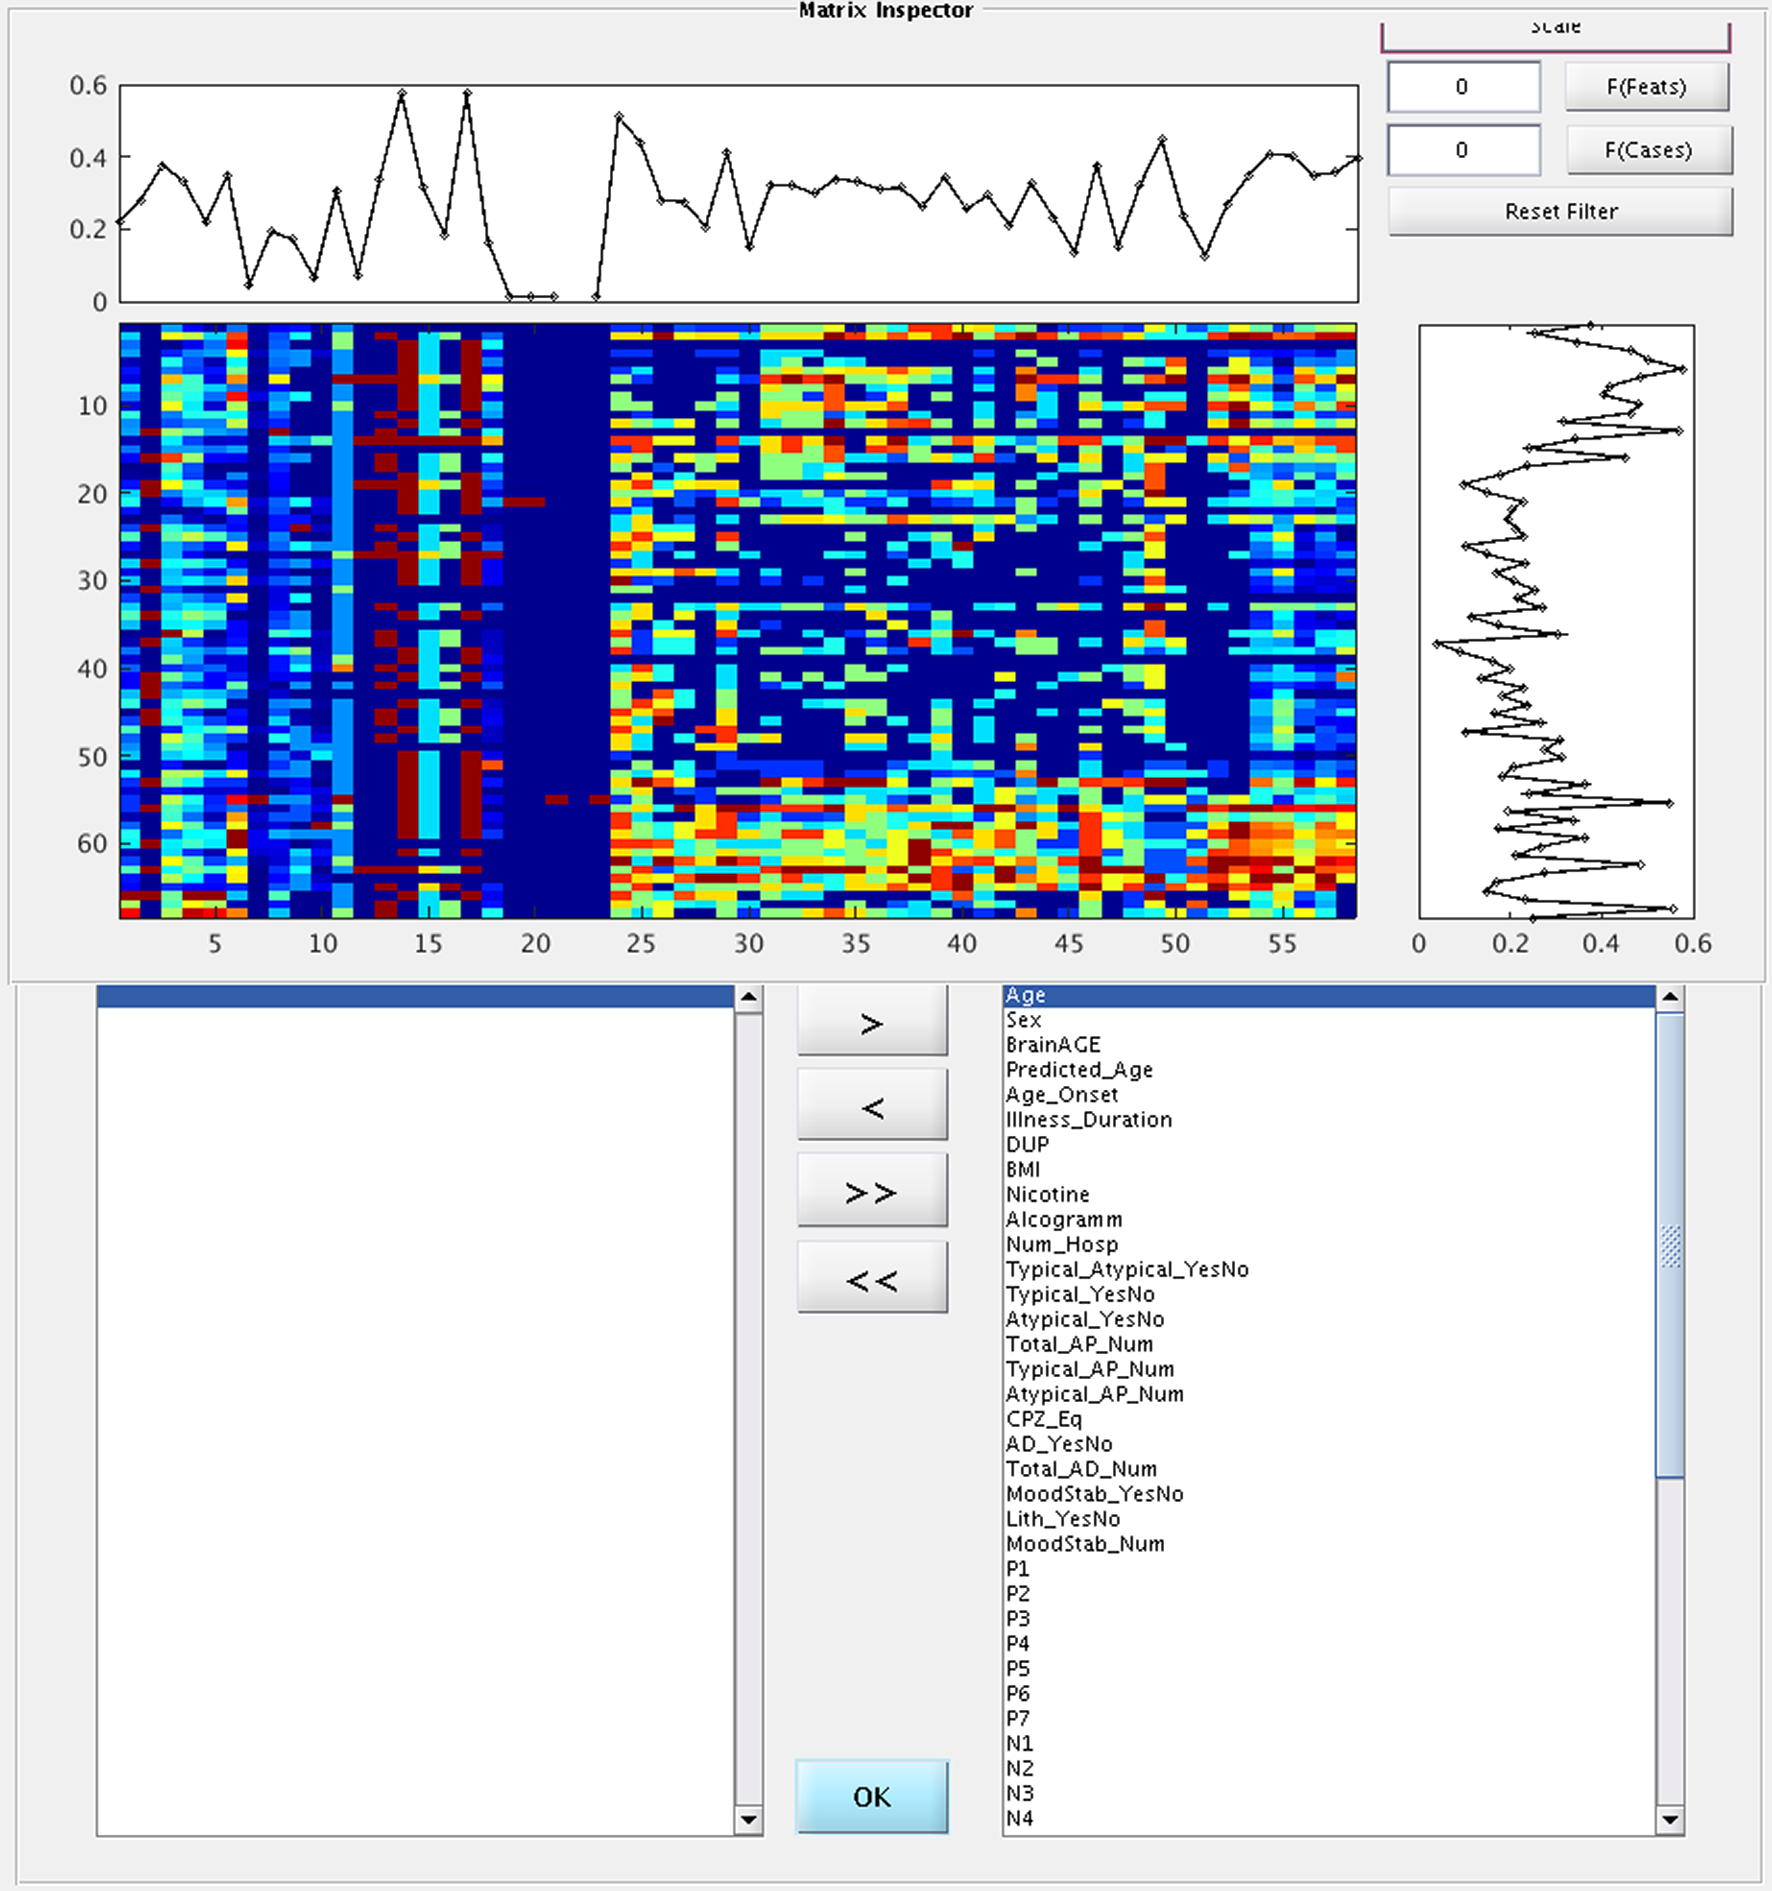 Matrix Inspector
Scale
0 F(Feats)
0 F(Cases)
Reset Filter
0.6
0.4
0.2
0
10
20
30
40
50
60
5 10 15 20 25 30 35 40 45 50 55
0 0.2 0.4 0.6
>
<
>>
<<
OK
Age
Sex
BrainAGE
Predicted_Age
Age_Onset
Illness_Duration
DUP
BMI
Nicotine
Alcogramm
Num_Hosp
Typical_Atypical_YesNo
Typical_YesNo
Atypical_YesNo
Total_AP_Num
Typical_AP_Num
Atypical_AP_Num
CPZ_Eq
AD_YesNo
Total_AD_Num
MoodStab_YesNo
Lith_YesNo
MoodStab_Num
P1
P2
P3
P4
P5
P6
P7
N1
N2
N3
N4